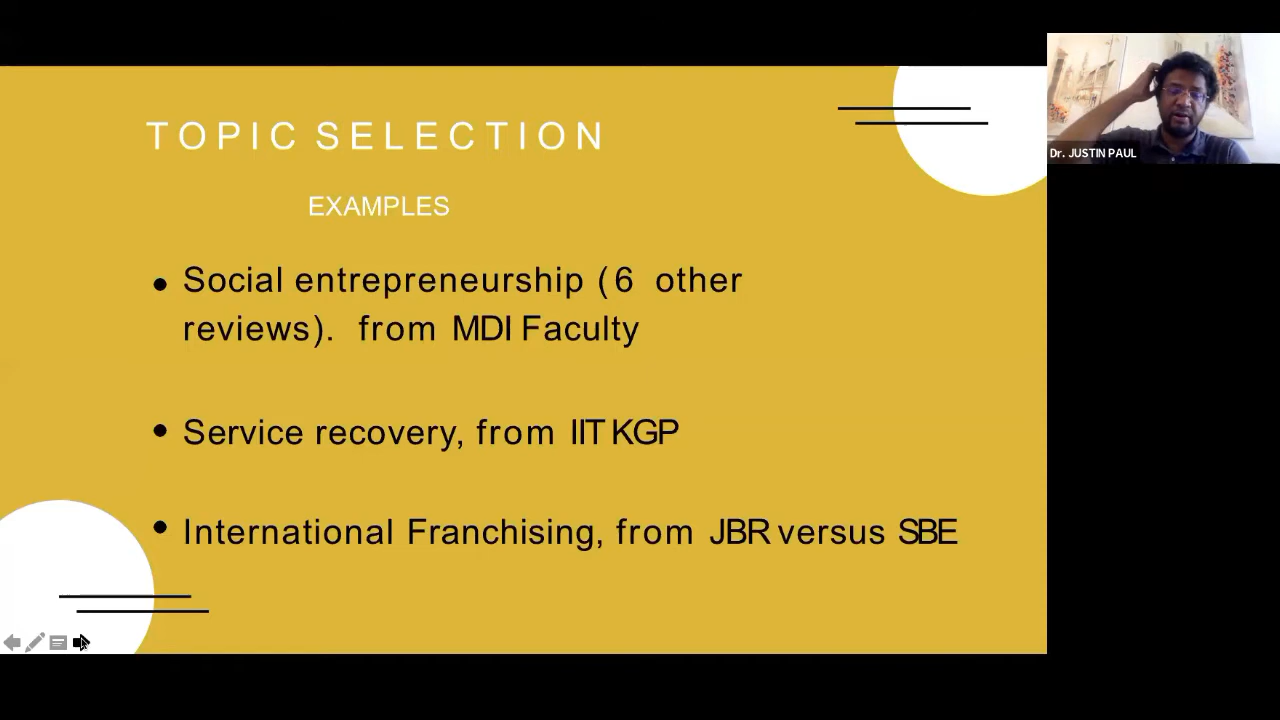 TOPIC SELECTION
EXAMPLES
• Social entrepreneurship (6 other
reviews). from MDI Faculty
• Service recovery, from IIT KGP
• International Franchising, from JBR versus SBE
Dr. JUSTIN PAUL